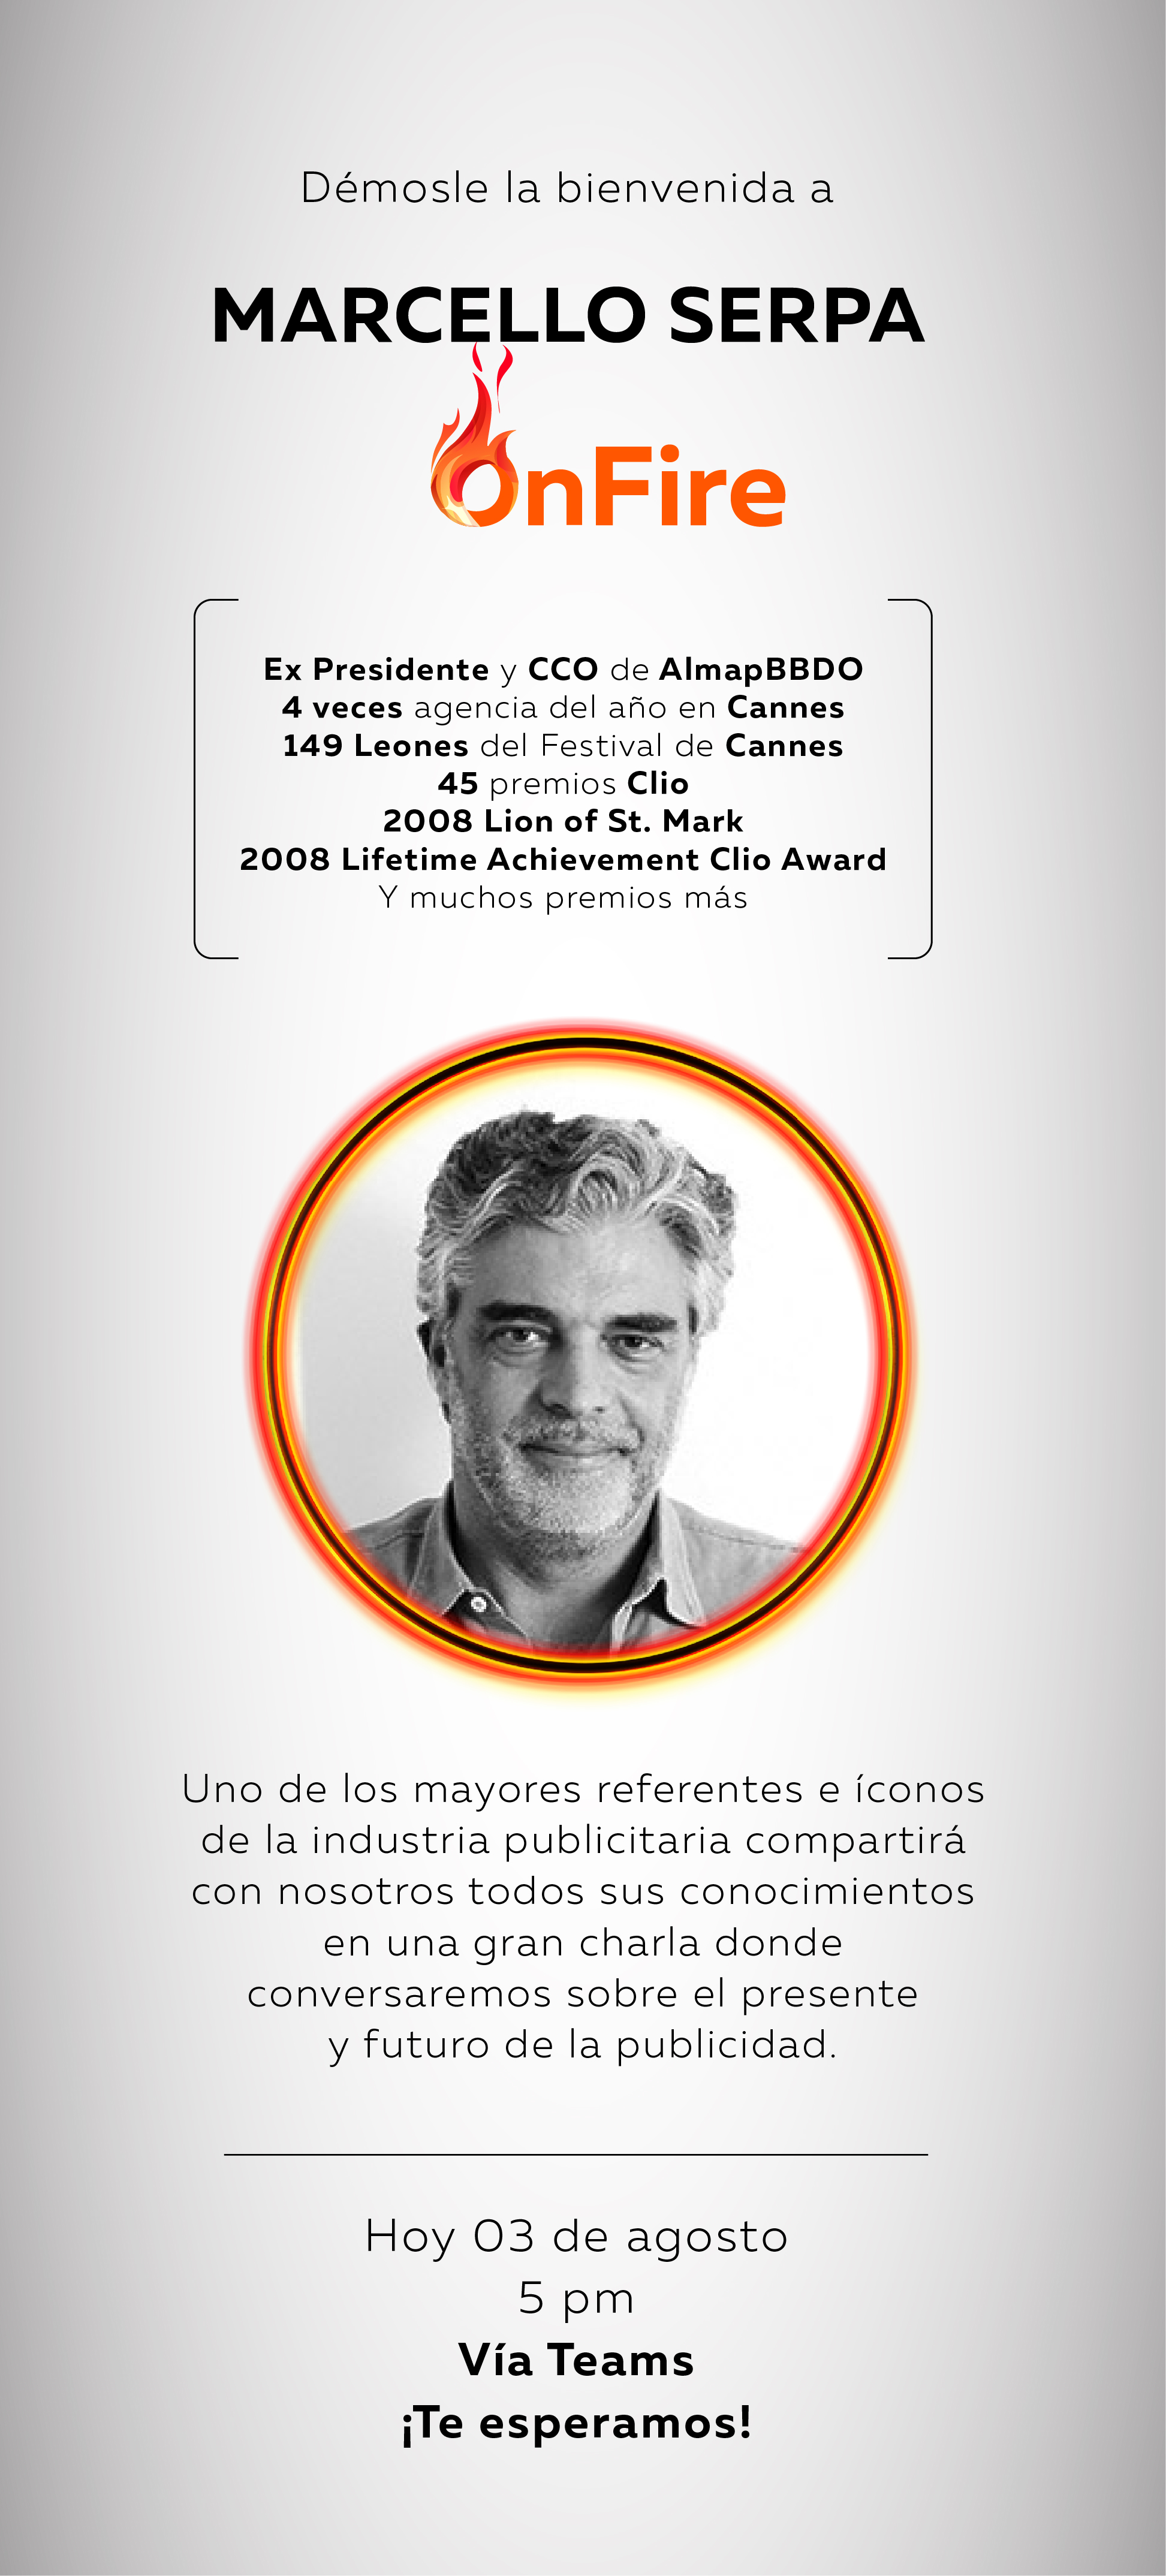 Démosle la bienvenida a
MARCELLO SERPA
OnFire
Ex Presidente y CCO de AlmapBBDO
4 veces agencia del año en Cannes
149 Leones del Festival de Cannes
45 premios Clio
2008 Lion of St. Mark
2008 Lifetime Achievement Clio Award
Y muchos premios más
Uno de los mayores referentes e íconos
de la industria publicitaria compartirá
con nosotros todos sus conocimientos
en una gran charla donde
conversaremos sobre el presente
y futuro de la publicidad.
Hoy 03 de agosto
5 pm
Vía Teams
¡Te esperamos!